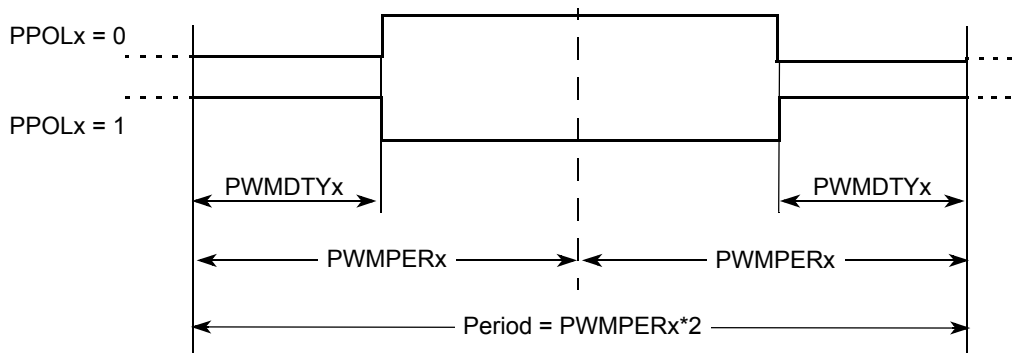 PPOLx = 0
PPOLx = 1
PWMDTYx PWMDTYx
PWMPERx PWMPERx
Period = PWMPERx*2